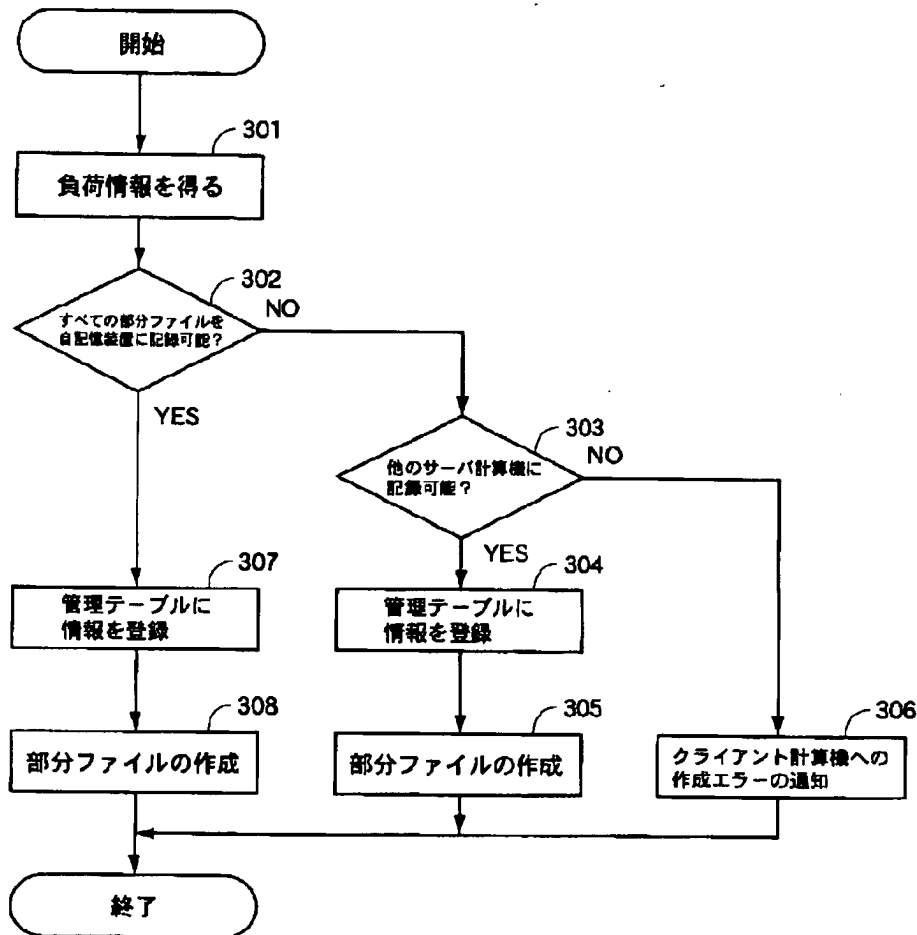 開始
301
負荷情報を得る
302
すべての部分ファイルを
自記憶装置に記録可能?
NO
YES
303
他のサーバ計算機に
記録可能?
NO
YES
307
管理テーブルに
情報を登録
304
管理テーブルに
情報を登録
308
部分ファイルの作成
305
部分ファイルの作成
306
クライアント計算機への
作成エラーの通知
終了